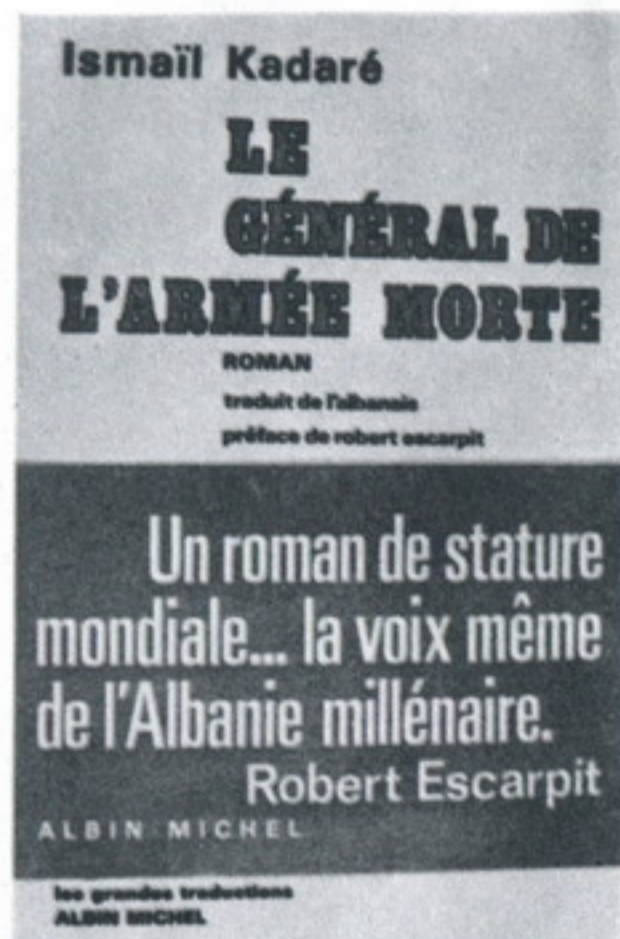 Ismaïl Kadaré
LE
GÉNÉRAL DE
L'ARMÉE MORTE
ROMAN
traduit de l'albanais
préface de robert escarpit
Un roman de stature
mondiale... la voix même
de l'Albanie millénaire.
Robert Escarpit
ALBIN MICHEL
les grandes traductions
ALBIN MICHEL